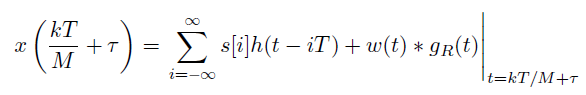 x(kT/M + τ) = ∑_{i=−∞}^{∞} s[i]h(t − iT) + w(t) ∗ g_R(t)|_{t=kT/M+τ}